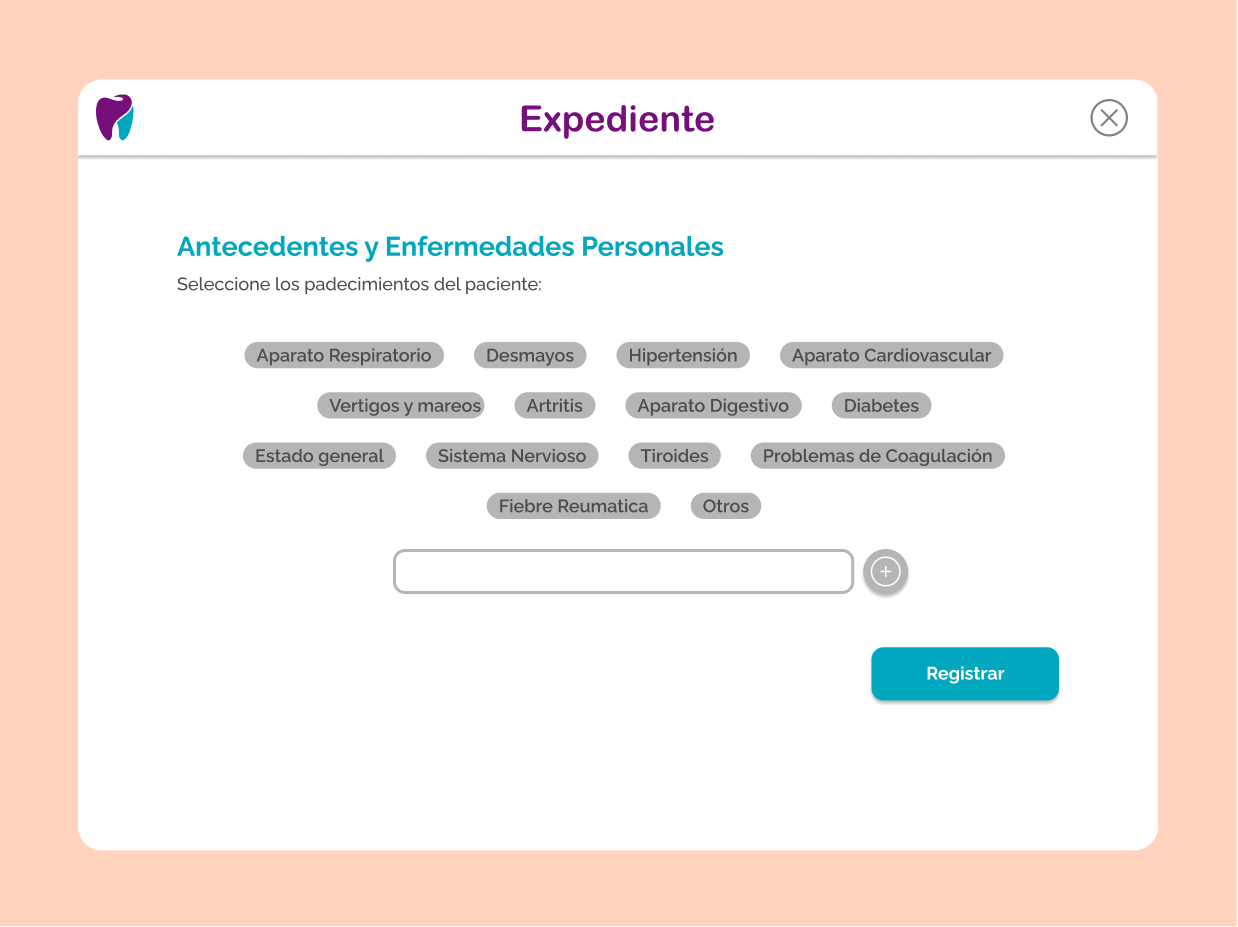 Expediente
Antecedentes y Enfermedades Personales
Seleccione los padecimientos del paciente:
Aparato Respiratorio Desmayos Hipertensión Aparato Cardiovascular
Vertigos y mareos Artritis Aparato Digestivo Diabetes
Estado general Sistema Nervioso Tiroides Problemas de Coagulación
Fiebre Reumatica Otros
Registrar